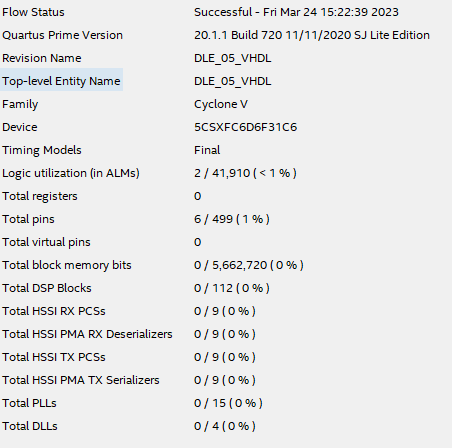 Flow Status Successful - Fri Mar 24 15:22:39 2023
Quartus Prime Version 20.1.1 Build 720 11/11/2020 SJ Lite Edition
Revision Name DLE_05_VHDL
Top-level Entity Name DLE_05_VHDL
Family Cyclone V
Device 5CSXFC6D6F31C6
Timing Models Final
Logic utilization (in ALMs) 2 / 41,910 ( < 1 % )
Total registers 0
Total pins 6 / 499 ( 1 % )
Total virtual pins 0
Total block memory bits 0 / 5,662,720 ( 0 % )
Total DSP Blocks 0 / 112 ( 0 % )
Total HSSI RX PCSs 0 / 9 ( 0 % )
Total HSSI PMA RX Deserializers 0 / 9 ( 0 % )
Total HSSI TX PCSs 0 / 9 ( 0 % )
Total HSSI PMA TX Serializers 0 / 9 ( 0 % )
Total PLLs 0 / 15 ( 0 % )
Total DLLs 0 / 4 ( 0 % )